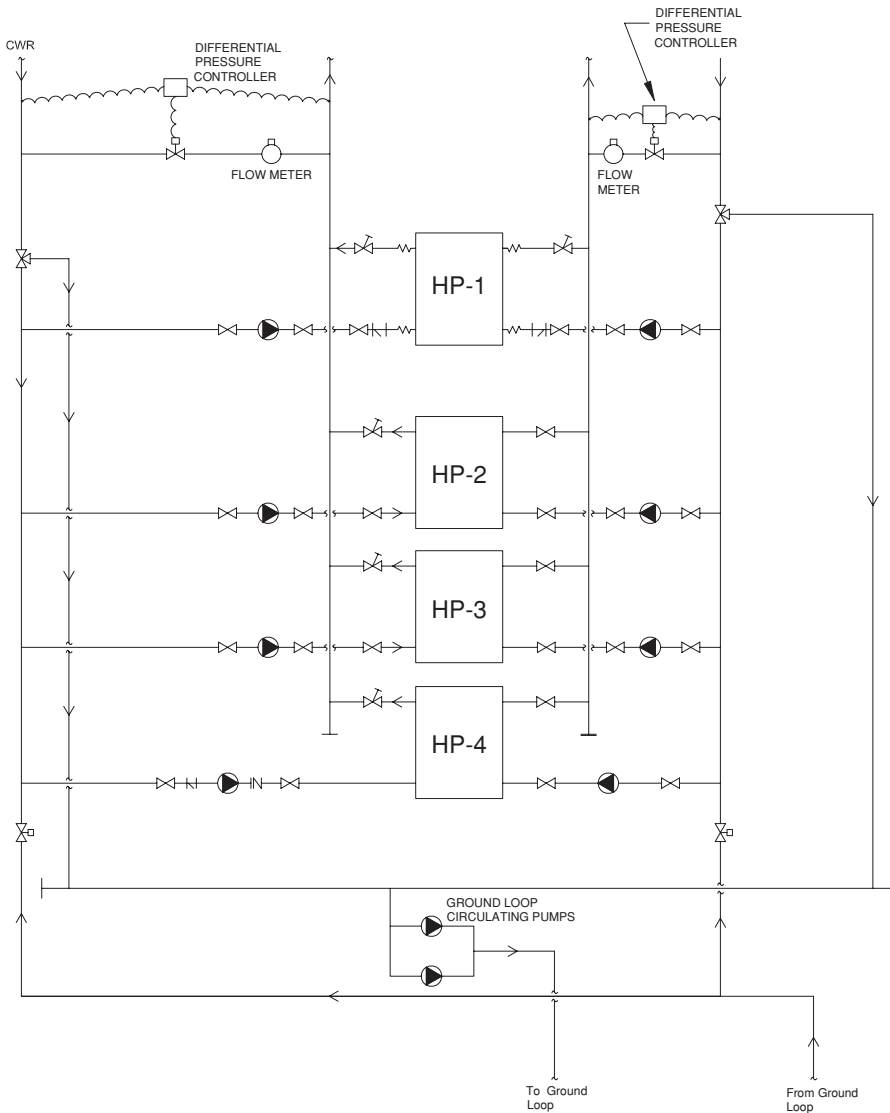 CWR
DIFFERENTIAL
PRESSURE
CONTROLLER
DIFFERENTIAL
PRESSURE
CONTROLLER
FLOW METER
FLOW
METER
HP-1
HP-2
HP-3
HP-4
GROUND LOOP
CIRCULATING PUMPS
To Ground
Loop
From Ground
Loop